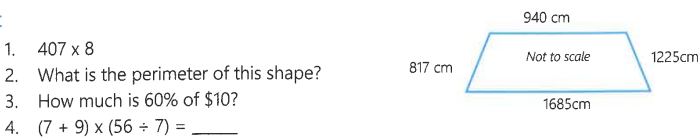 1. 407 x 8
2. What is the perimeter of this shape?
3. How much is 60% of $10?
4. (7 + 9) x (56 ÷ 7) = _____
940 cm
Not to scale
817 cm
1225cm
1685cm